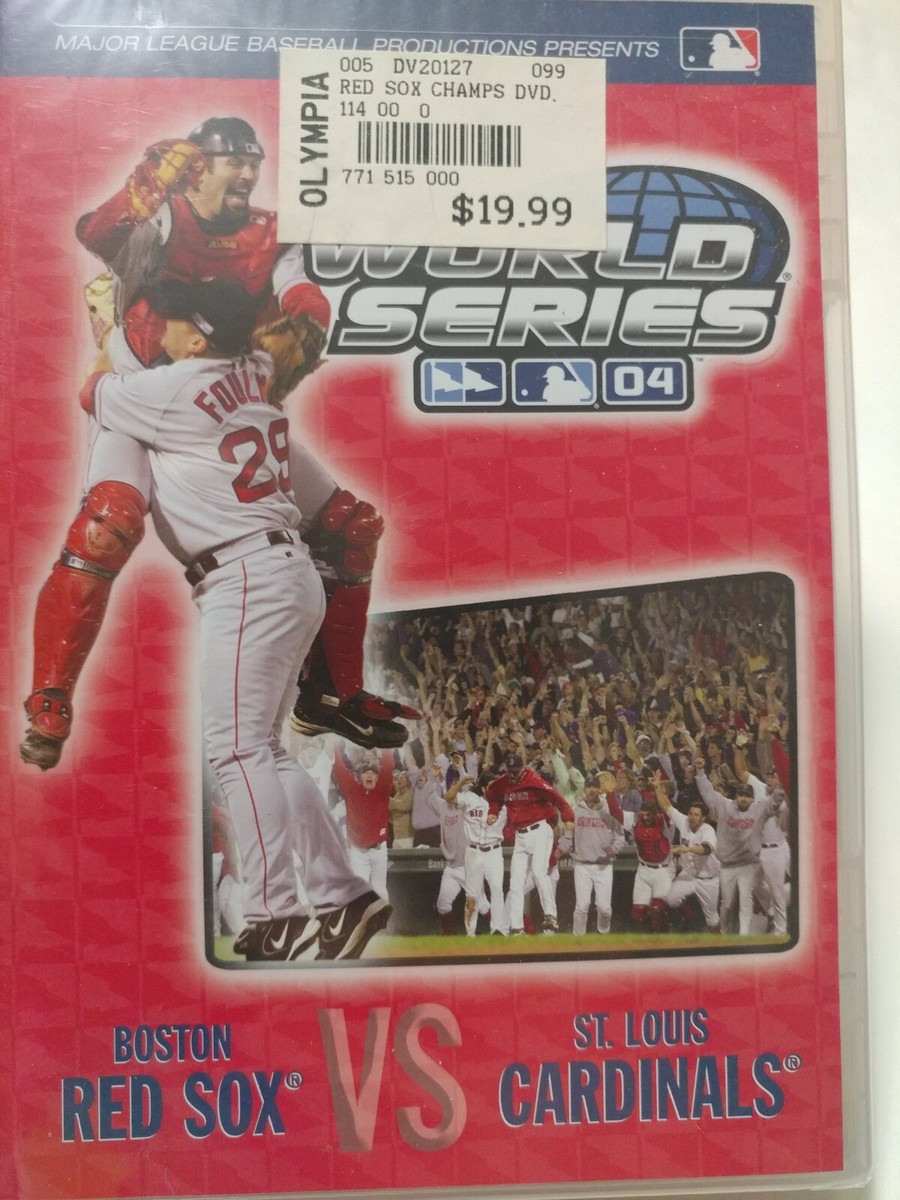 MAJOR LEAGUE BASEBALL PRODUCTIONS PRESENTS
OLYMPIA
005 DV20127 099
RED SOX CHAMPS DVD.
114 00 0
771 515 000
$19.99
WORLD
SERIES
04
FOULK
29
BOSTON
RED SOX®
VS
ST. LOUIS
CARDINALS®